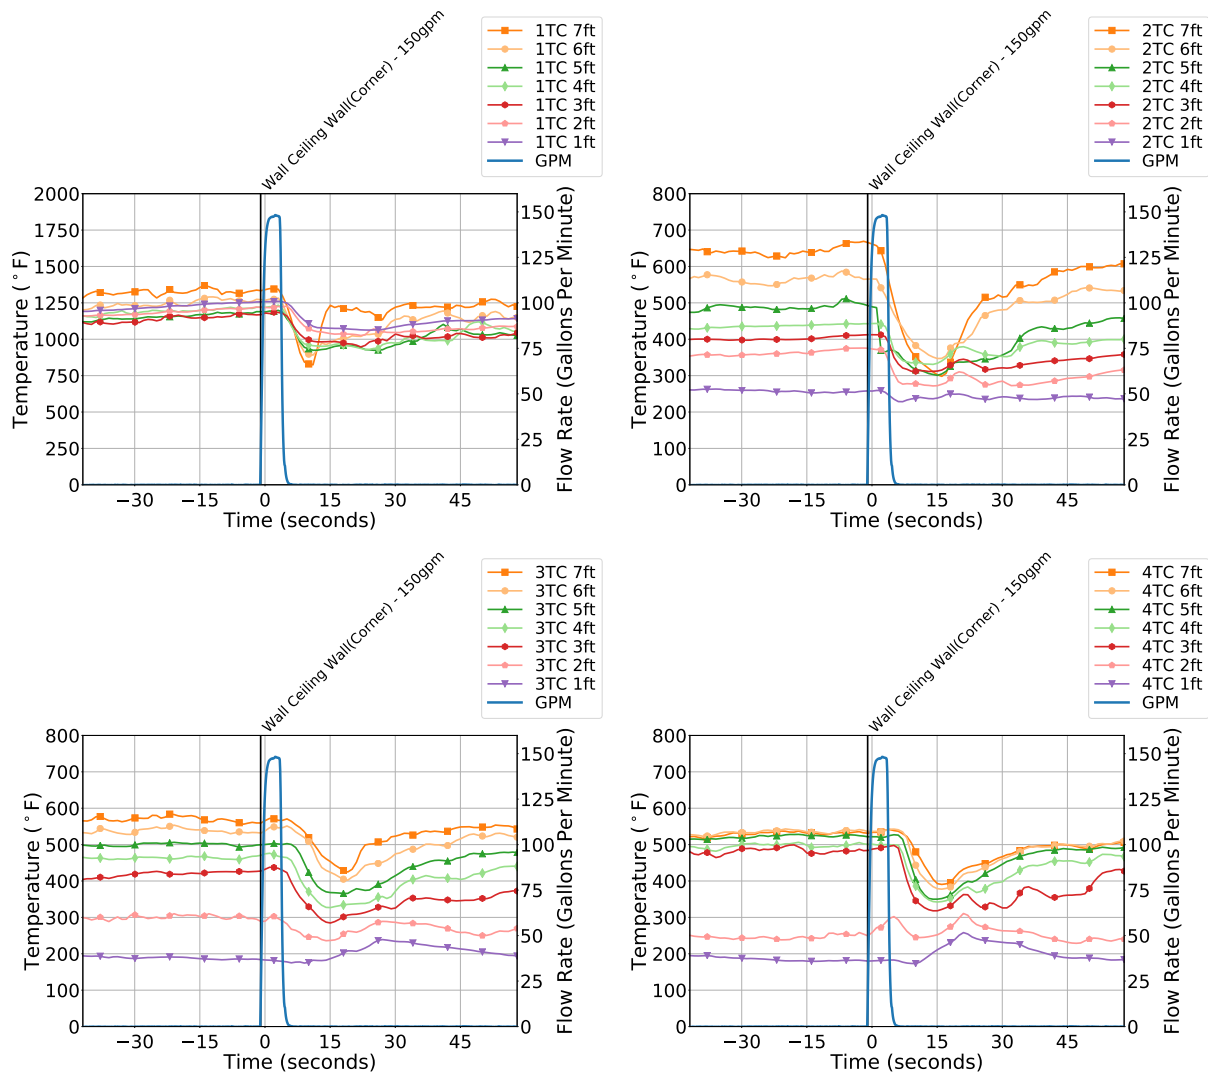 Wall Ceiling Wall(Corner) - 150gpm
1TC 7ft
1TC 6ft
1TC 5ft
1TC 4ft
1TC 3ft
1TC 2ft
1TC 1ft
GPM
Temperature (°F)
2000
1750
1500
1250
1000
750
500
250
0
150
125
100
75
50
25
0
Flow Rate (Gallons Per Minute)
−30 −15 0 15 30 45
Time (seconds)
Wall Ceiling Wall(Corner) - 150gpm
2TC 7ft
2TC 6ft
2TC 5ft
2TC 4ft
2TC 3ft
2TC 2ft
2TC 1ft
GPM
Temperature (°F)
800
700
600
500
400
300
200
100
0
150
125
100
75
50
25
0
Flow Rate (Gallons Per Minute)
−30 −15 0 15 30 45
Time (seconds)
Wall Ceiling Wall(Corner) - 150gpm
3TC 7ft
3TC 6ft
3TC 5ft
3TC 4ft
3TC 3ft
3TC 2ft
3TC 1ft
GPM
Temperature (°F)
800
700
600
500
400
300
200
100
0
150
125
100
75
50
25
0
Flow Rate (Gallons Per Minute)
−30 −15 0 15 30 45
Time (seconds)
Wall Ceiling Wall(Corner) - 150gpm
4TC 7ft
4TC 6ft
4TC 5ft
4TC 4ft
4TC 3ft
4TC 2ft
4TC 1ft
GPM
Temperature (°F)
800
700
600
500
400
300
200
100
0
150
125
100
75
50
25
0
Flow Rate (Gallons Per Minute)
−30 −15 0 15 30 45
Time (seconds)